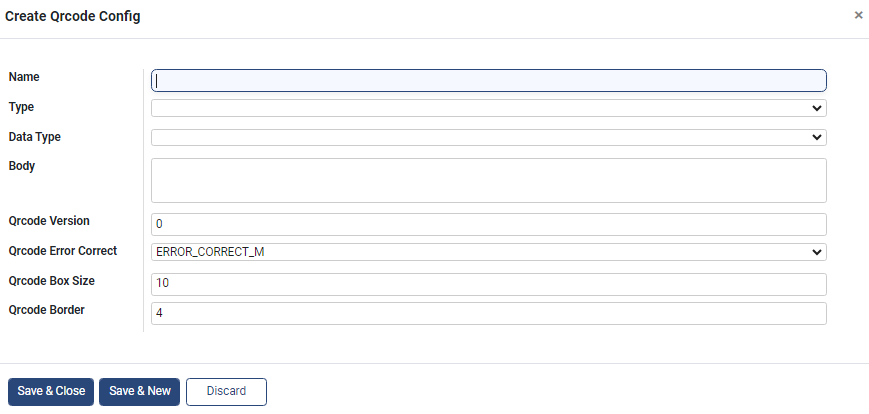 Create Qrcode Config ×
Name
Type
Data Type
Body
Qrcode Version 0
Qrcode Error Correct ERROR_CORRECT_M
Qrcode Box Size 10
Qrcode Border 4
Save & Close Save & New Discard